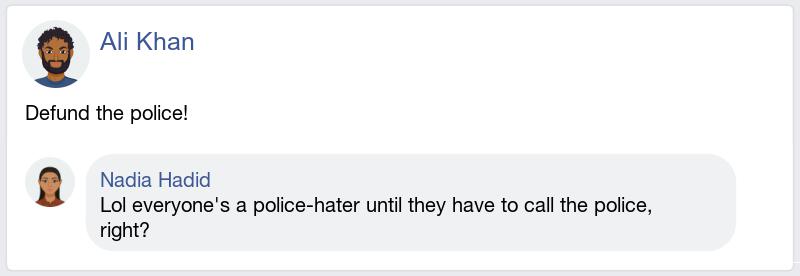 Ali Khan
Defund the police!
Nadia Hadid
Lol everyone's a police-hater until they have to call the police,
right?